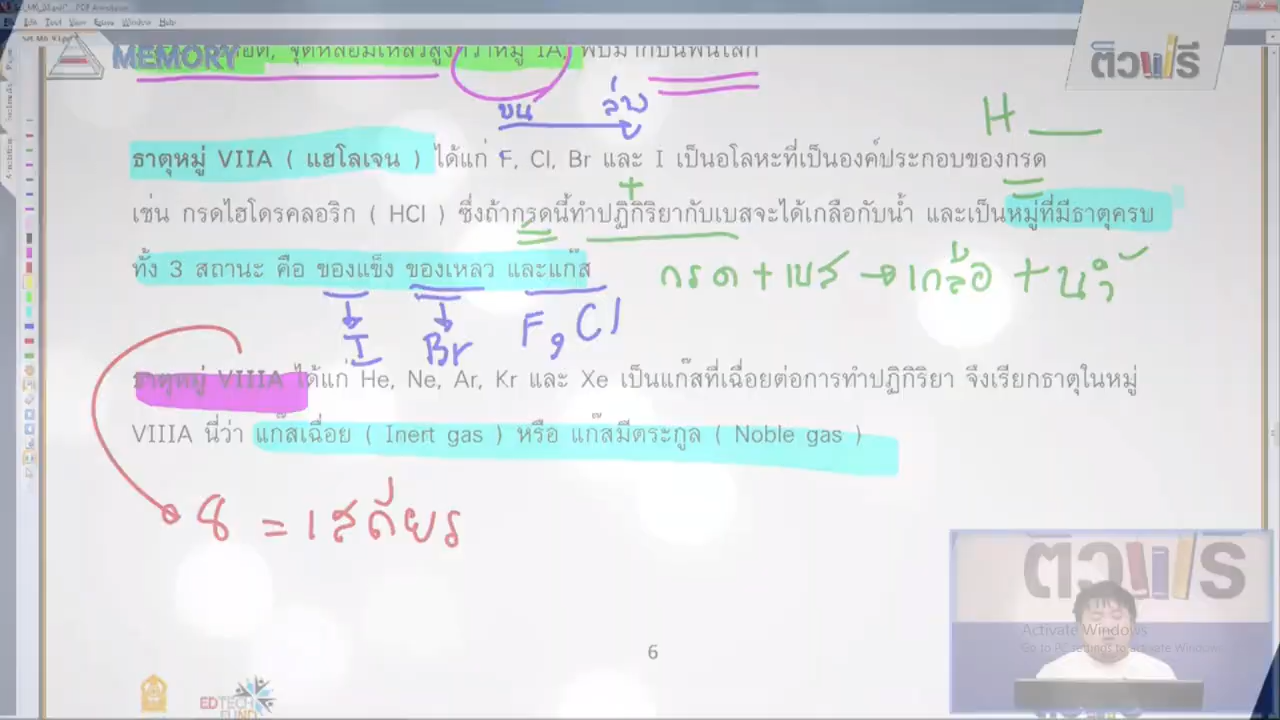 File Edit Tool View Window Help
MEMORY
ติวฟรี
จุดหลอมเหลวสูงกว่าหมู่ IA, พบมากบนพื้นโลก
บน ล่าง
H
ธาตุหมู่ VIIA ( แฮโลเจน ) ได้แก่ F, Cl, Br และ I เป็นอโลหะที่เป็นองค์ประกอบของกรด
+
เช่น กรดไฮโดรคลอริก ( HCl ) ซึ่งถ้ากรดนี้ทำปฏิกิริยากับเบสจะได้เกลือกับน้ำ และเป็นหมู่ที่มีธาตุครบ
ทั้ง 3 สถานะ คือ ของแข็ง ของเหลว และแก๊ส
กรด + เบส → เกลือ + น้ำ
I Br F, Cl
ธาตุหมู่ VIIIA ได้แก่ He, Ne, Ar, Kr และ Xe เป็นแก๊สที่เฉื่อยต่อการทำปฏิกิริยา จึงเรียกธาตุในหมู่
VIIIA นี่ว่า แก๊สเฉื่อย ( Inert gas ) หรือ แก๊สมีตระกูล ( Noble gas )
8 = เสถียร
ติวฟรี
Activate Windows
Go to PC settings to activate Windows
6
EDTECH
FUND